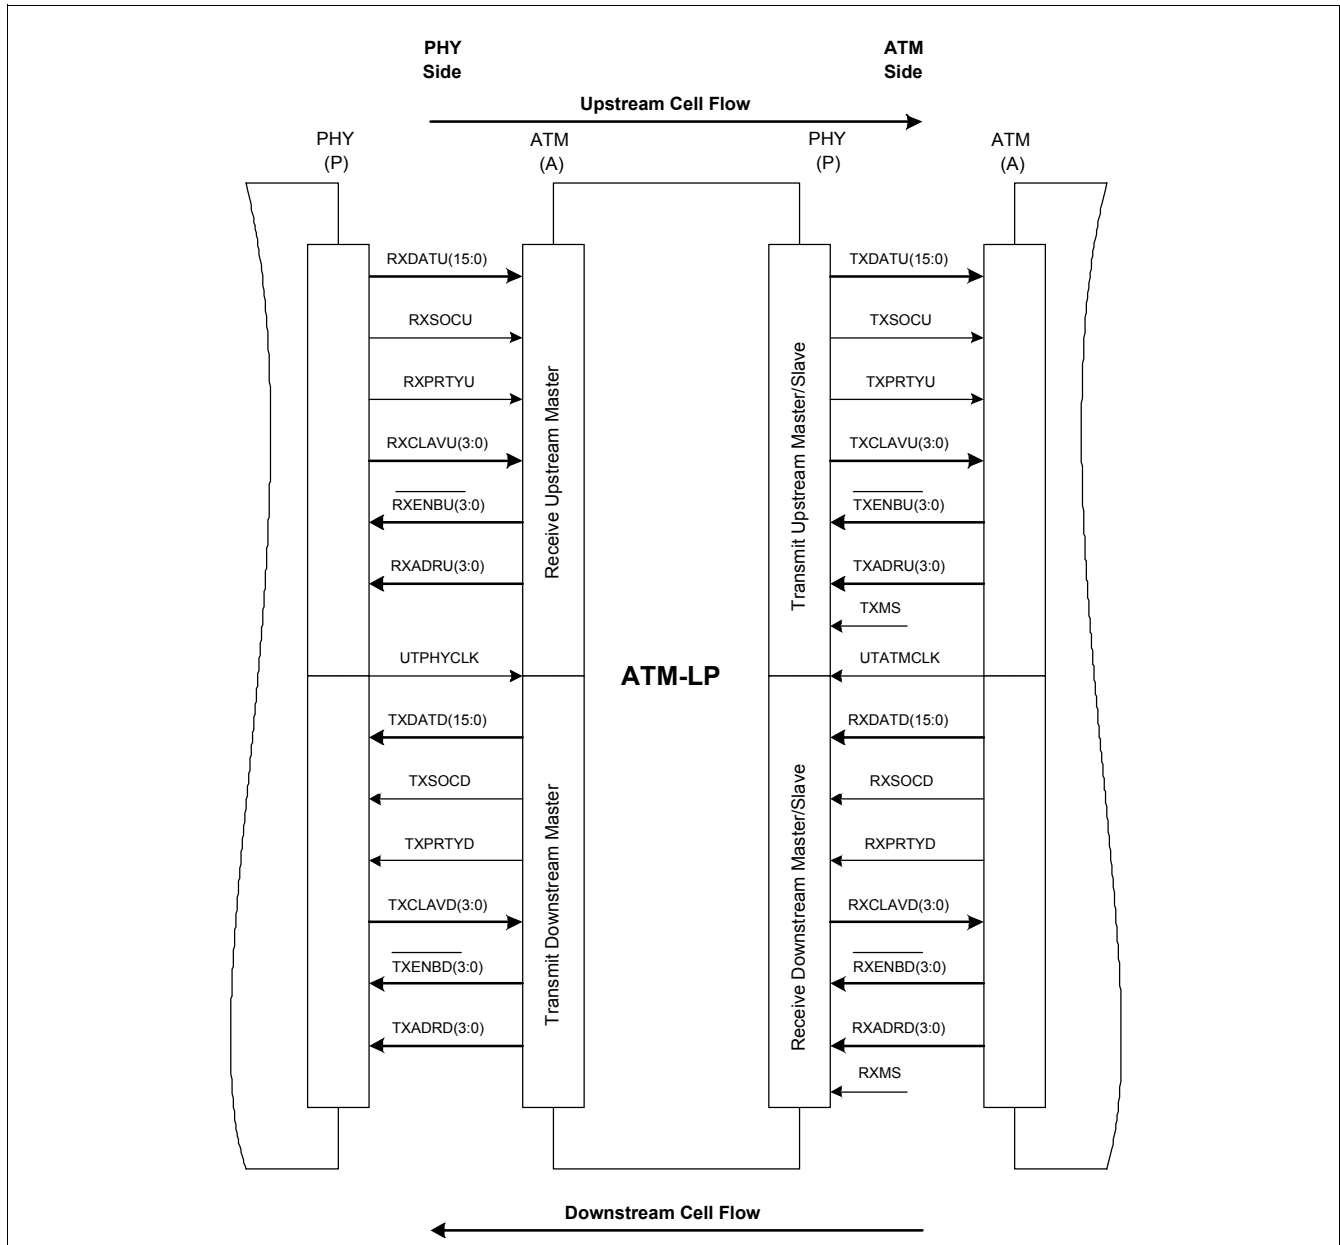 PHY
Side
ATM
Side
Upstream Cell Flow
PHY
(P)
ATM
(A)
PHY
(P)
ATM
(A)
RXDATU(15:0)
TXDATU(15:0)
RXSOCU
TXSOCU
RXPRTYU
TXPRTYU
RXCLAVU(3:0)
TXCLAVU(3:0)
RXENBU(3:0)
TXENBU(3:0)
RXADRU(3:0)
TXADRU(3:0)
TXMS
Receive Upstream Master
Transmit Upstream Master/Slave
UTPHYCLK
ATM-LP
UTATMCLK
TXDATD(15:0)
RXDATD(15:0)
TXSOCD
RXSOCD
TXPRTYD
RXPRTYD
TXCLAVD(3:0)
RXCLAVD(3:0)
TXENBD(3:0)
RXENBD(3:0)
TXADRD(3:0)
RXADRD(3:0)
RXMS
Transmit Downstream Master
Receive Downstream Master/Slave
Downstream Cell Flow